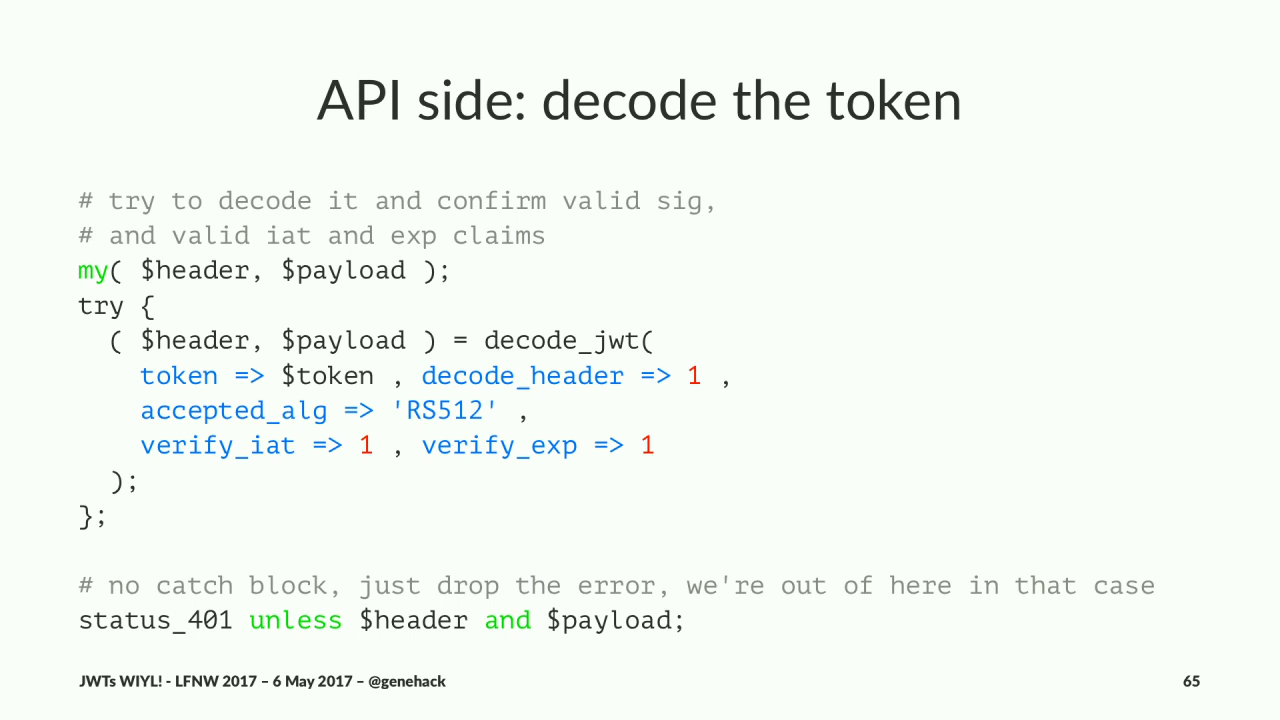 API side: decode the token
# try to decode it and confirm valid sig,
# and valid iat and exp claims
my( $header, $payload );
try {
  ( $header, $payload ) = decode_jwt(
    token => $token , decode_header => 1 ,
    accepted_alg => 'RS512' ,
    verify_iat => 1 , verify_exp => 1
  );
};
# no catch block, just drop the error, we're out of here in that case
status_401 unless $header and $payload;
JWTs WIYL! - LFNW 2017 – 6 May 2017 – @genehack 65